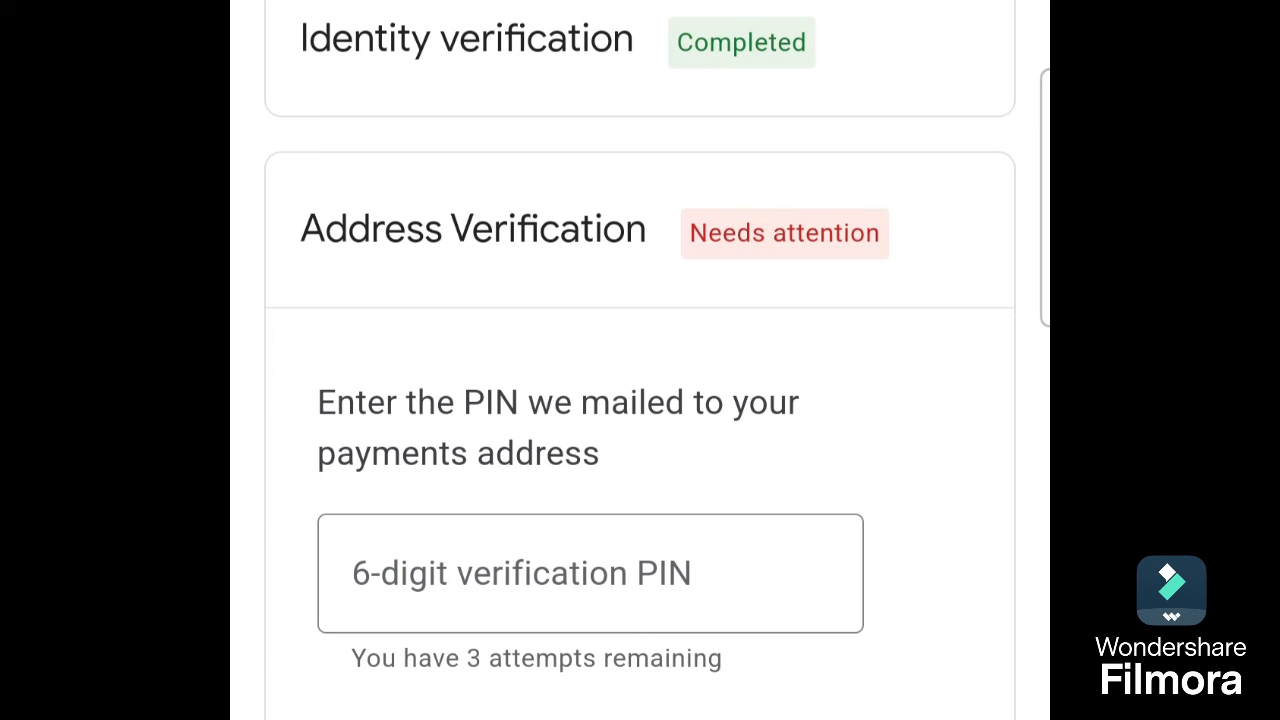 Identity verification Completed
Address Verification Needs attention
Enter the PIN we mailed to your
payments address
6-digit verification PIN
You have 3 attempts remaining
Wondershare
Filmora